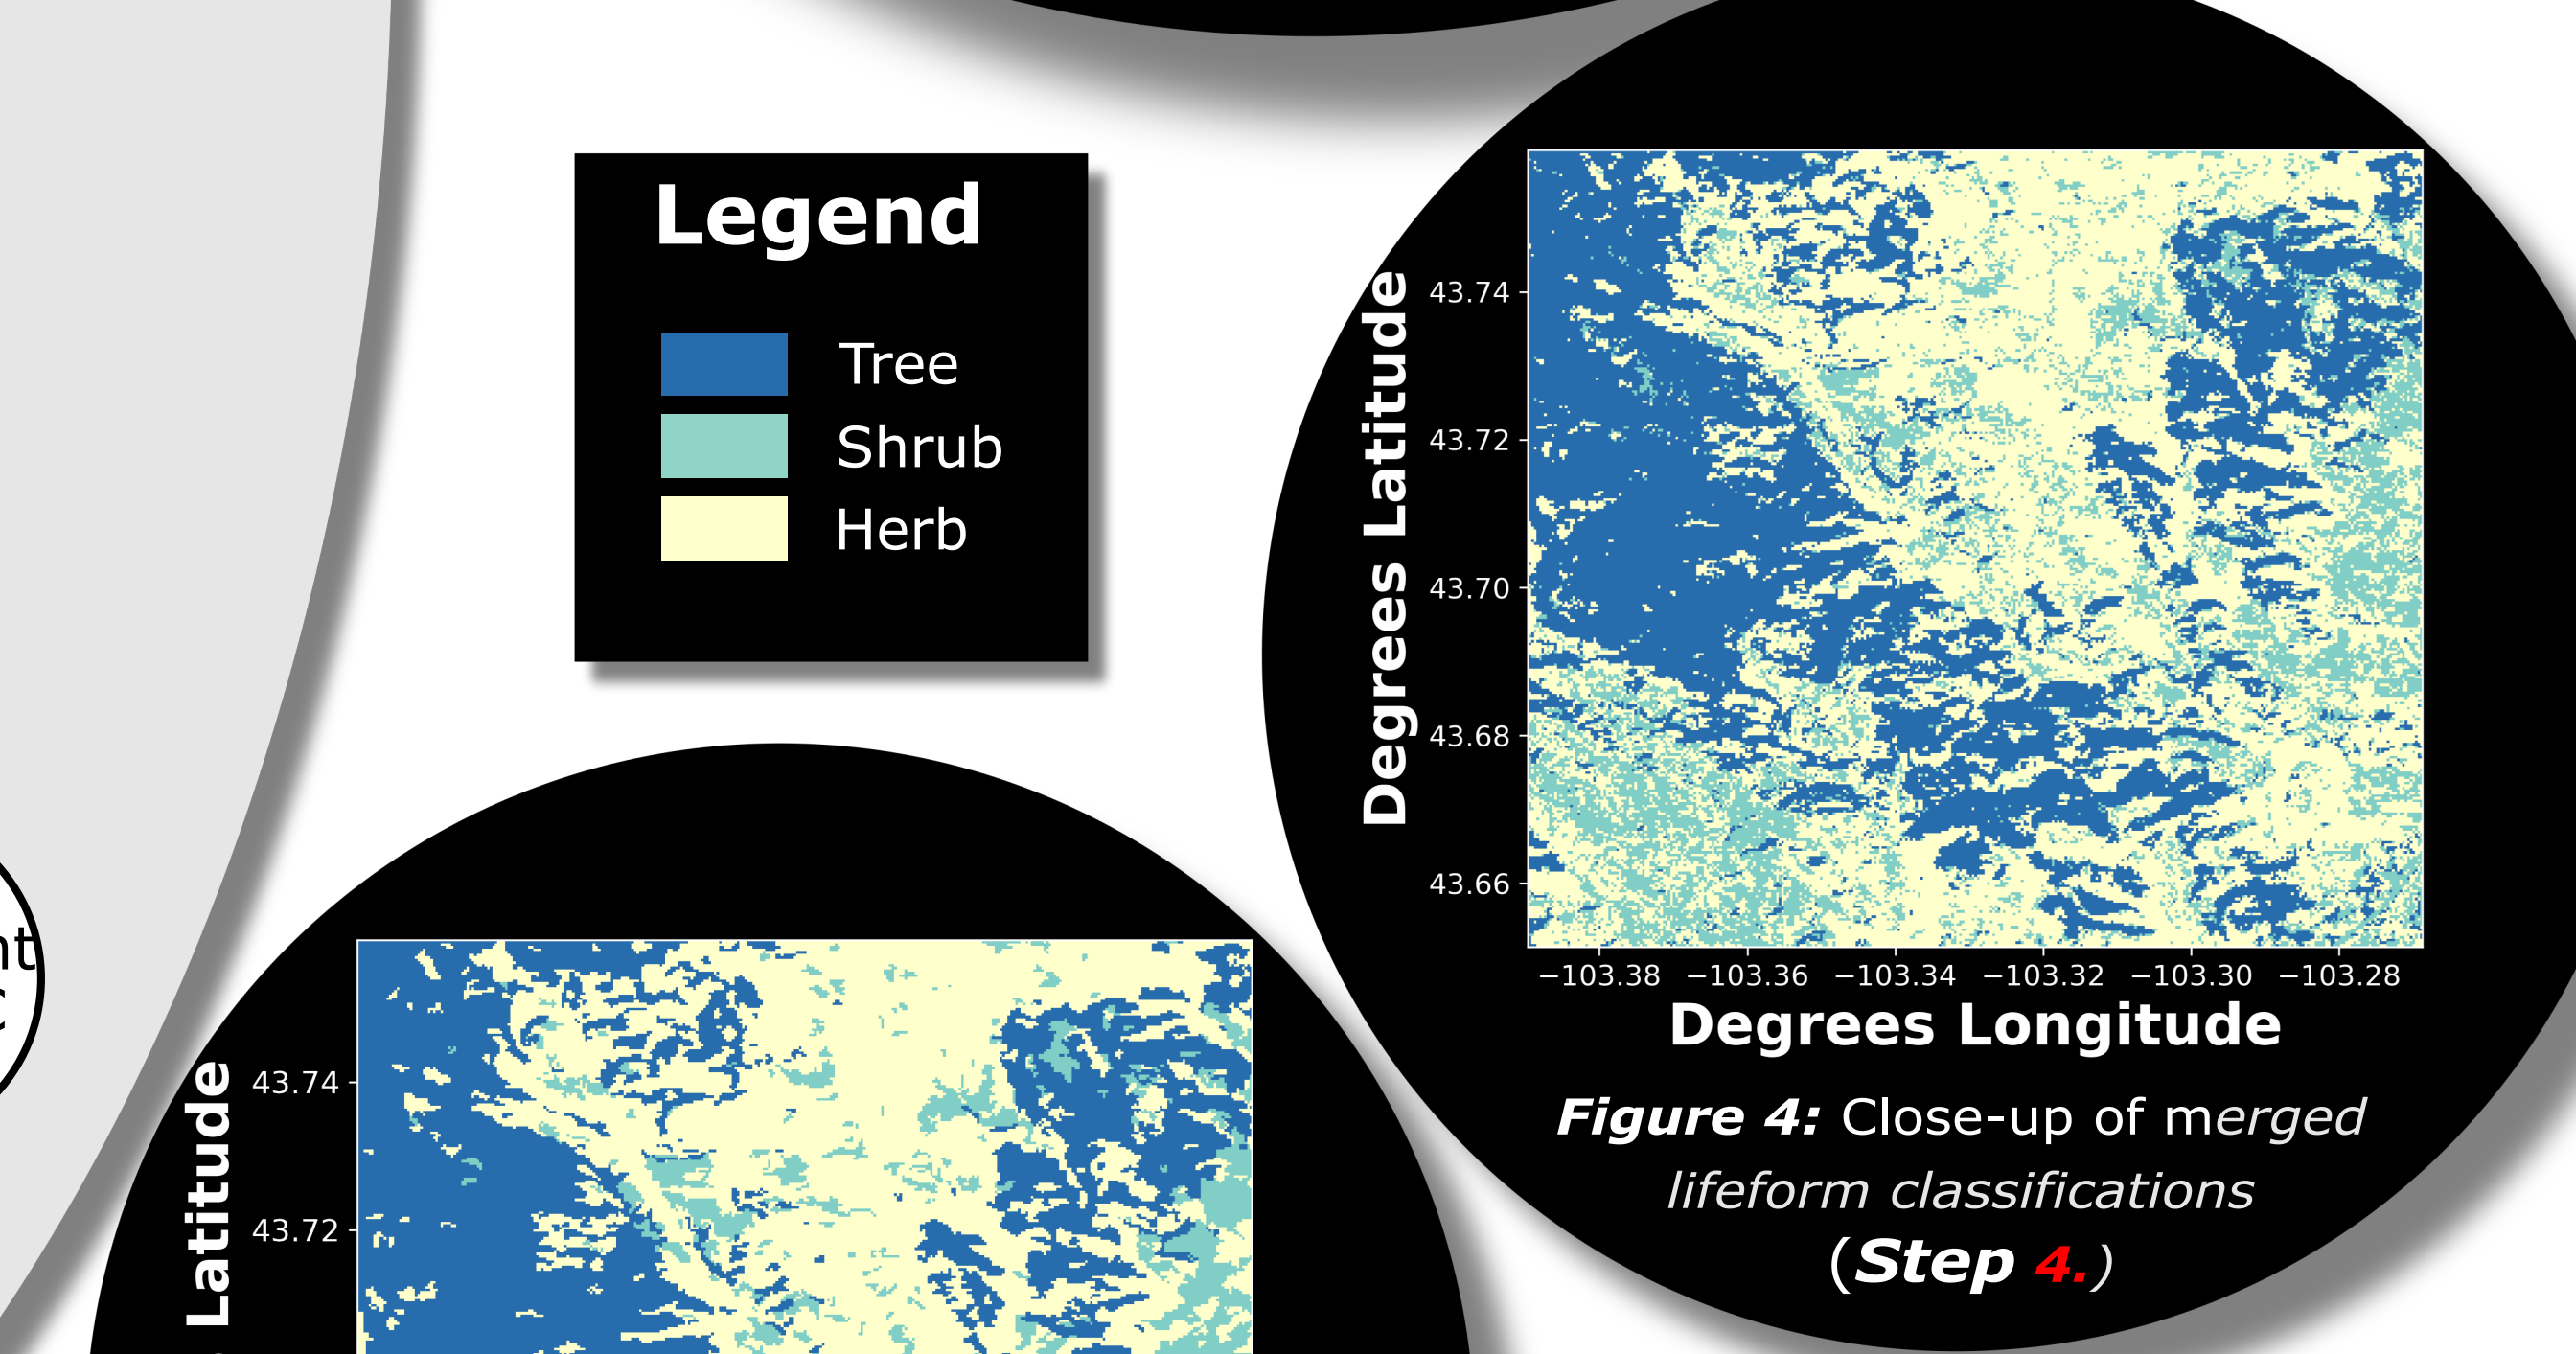 Legend
Tree
Shrub
Herb
Degrees Latitude
43.74
43.72
43.70
43.68
43.66
−103.38 −103.36 −103.34 −103.32 −103.30 −103.28
Degrees Longitude
Figure 4: Close-up of merged
lifeform classifications
(Step 4.)
Latitude
43.74
43.72